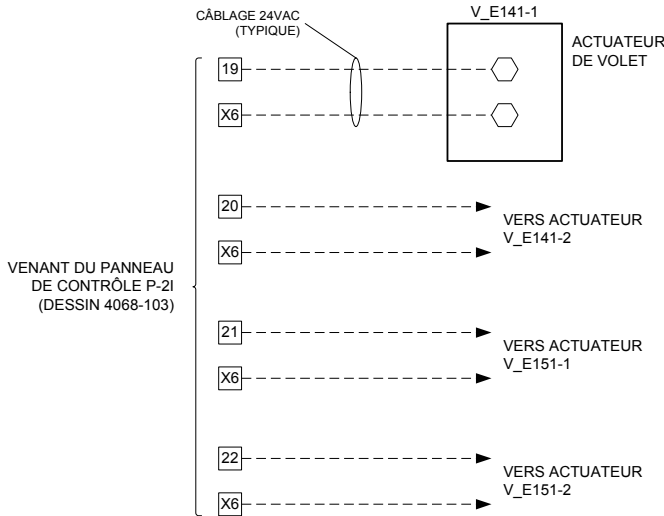 V_E141-1
CÂBLAGE 24VAC
(TYPIQUE)
ACTUATEUR
DE VOLET
19
X6
20
VERS ACTUATEUR
V_E141-2
X6
VENANT DU PANNEAU
DE CONTRÔLE P-2I
(DESSIN 4068-103)
21
VERS ACTUATEUR
V_E151-1
X6
22
VERS ACTUATEUR
V_E151-2
X6